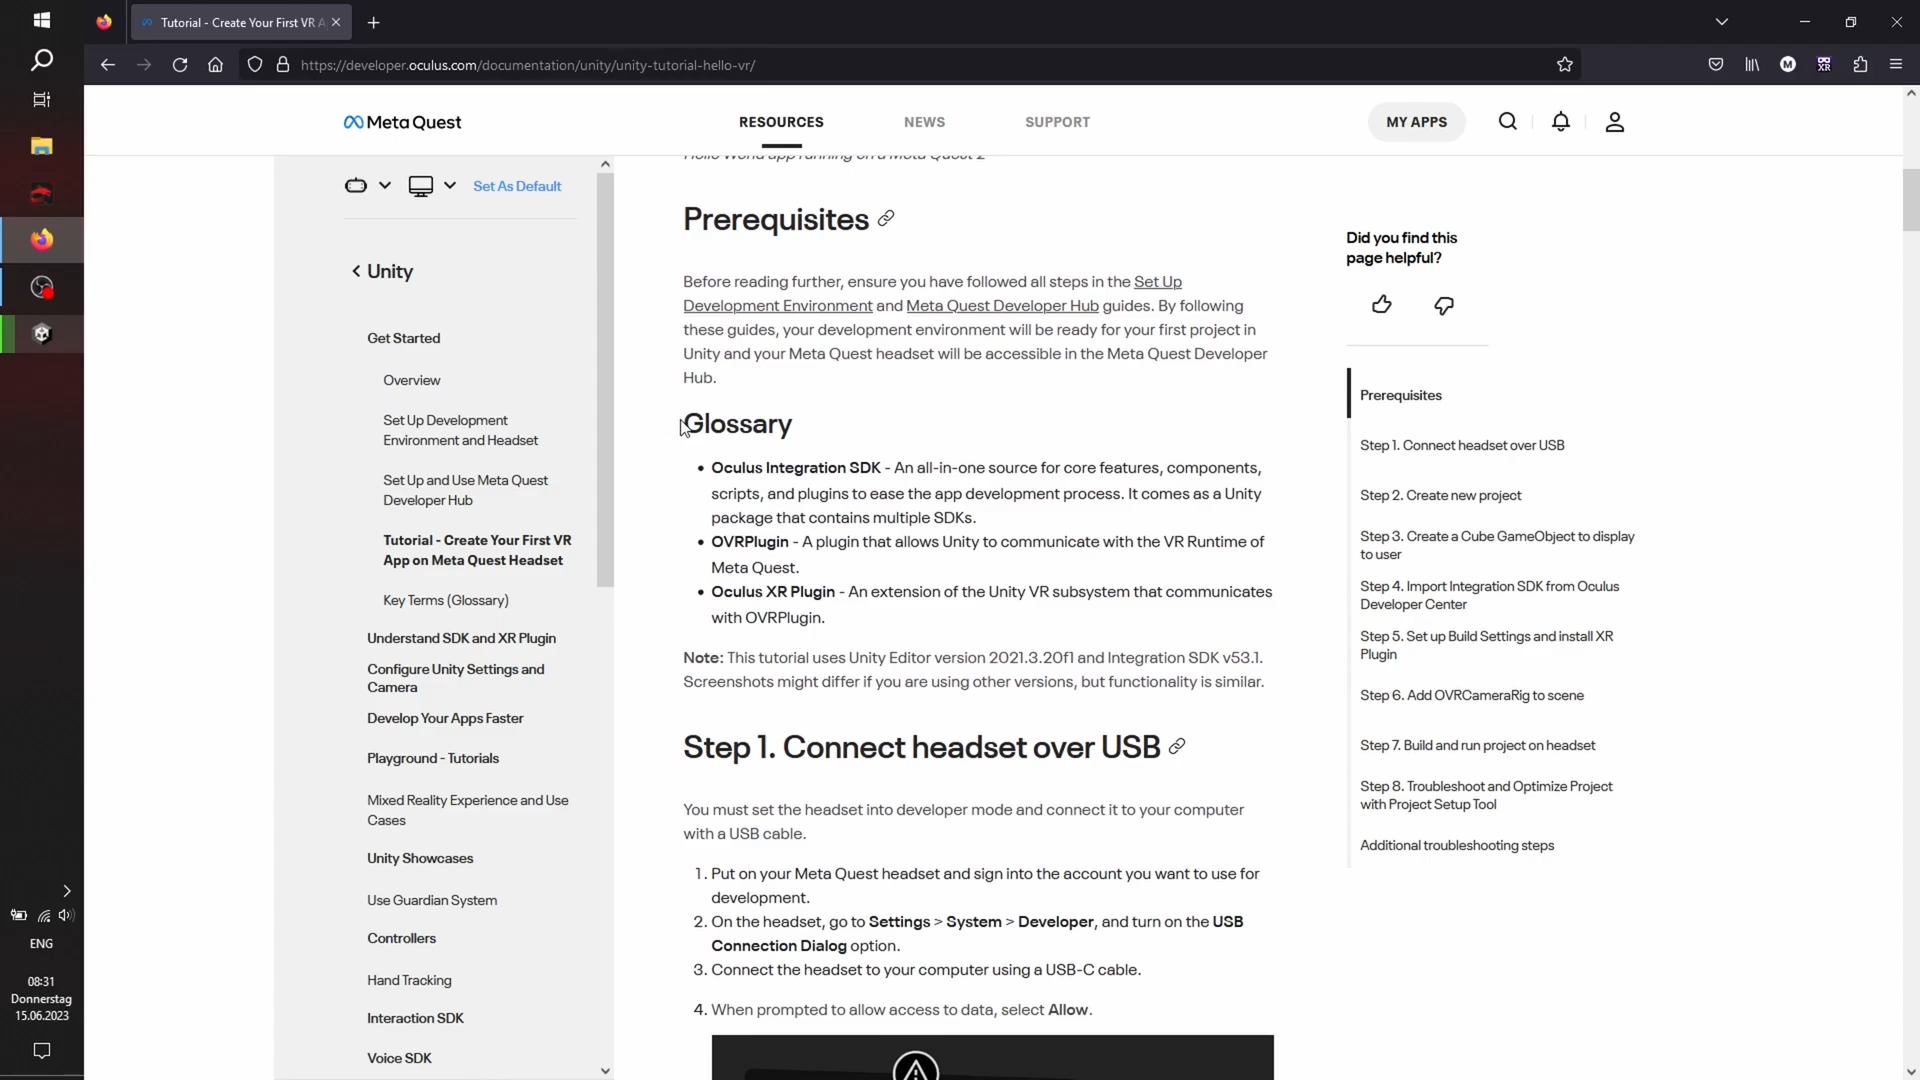 Tutorial - Create Your First VR A
https://developer.oculus.com/documentation/unity/unity-tutorial-hello-vr/
M
XR
Meta Quest
RESOURCES
NEWS
SUPPORT
MY APPS
Set As Default
Unity
Get Started
Overview
Set Up Development
Environment and Headset
Set Up and Use Meta Quest
Developer Hub
Tutorial - Create Your First VR
App on Meta Quest Headset
Key Terms (Glossary)
Understand SDK and XR Plugin
Configure Unity Settings and
Camera
Develop Your Apps Faster
Playground - Tutorials
Mixed Reality Experience and Use
Cases
Unity Showcases
Use Guardian System
Controllers
Hand Tracking
Interaction SDK
Voice SDK
Hello World app running on a Meta Quest 2
Prerequisites
Before reading further, ensure you have followed all steps in the Set Up
Development Environment and Meta Quest Developer Hub guides. By following
these guides, your development environment will be ready for your first project in
Unity and your Meta Quest headset will be accessible in the Meta Quest Developer
Hub.
Glossary
• Oculus Integration SDK - An all-in-one source for core features, components,
scripts, and plugins to ease the app development process. It comes as a Unity
package that contains multiple SDKs.
• OVRPlugin - A plugin that allows Unity to communicate with the VR Runtime of
Meta Quest.
• Oculus XR Plugin - An extension of the Unity VR subsystem that communicates
with OVRPlugin.
Note: This tutorial uses Unity Editor version 2021.3.20f1 and Integration SDK v53.1.
Screenshots might differ if you are using other versions, but functionality is similar.
Step 1. Connect headset over USB
You must set the headset into developer mode and connect it to your computer
with a USB cable.
1. Put on your Meta Quest headset and sign into the account you want to use for
development.
2. On the headset, go to Settings > System > Developer, and turn on the USB
Connection Dialog option.
3. Connect the headset to your computer using a USB-C cable.
4. When prompted to allow access to data, select Allow.
Did you find this
page helpful?
Prerequisites
Step 1. Connect headset over USB
Step 2. Create new project
Step 3. Create a Cube GameObject to display
to user
Step 4. Import Integration SDK from Oculus
Developer Center
Step 5. Set up Build Settings and install XR
Plugin
Step 6. Add OVRCameraRig to scene
Step 7. Build and run project on headset
Step 8. Troubleshoot and Optimize Project
with Project Setup Tool
Additional troubleshooting steps
ENG
08:31
Donnerstag
15.06.2023